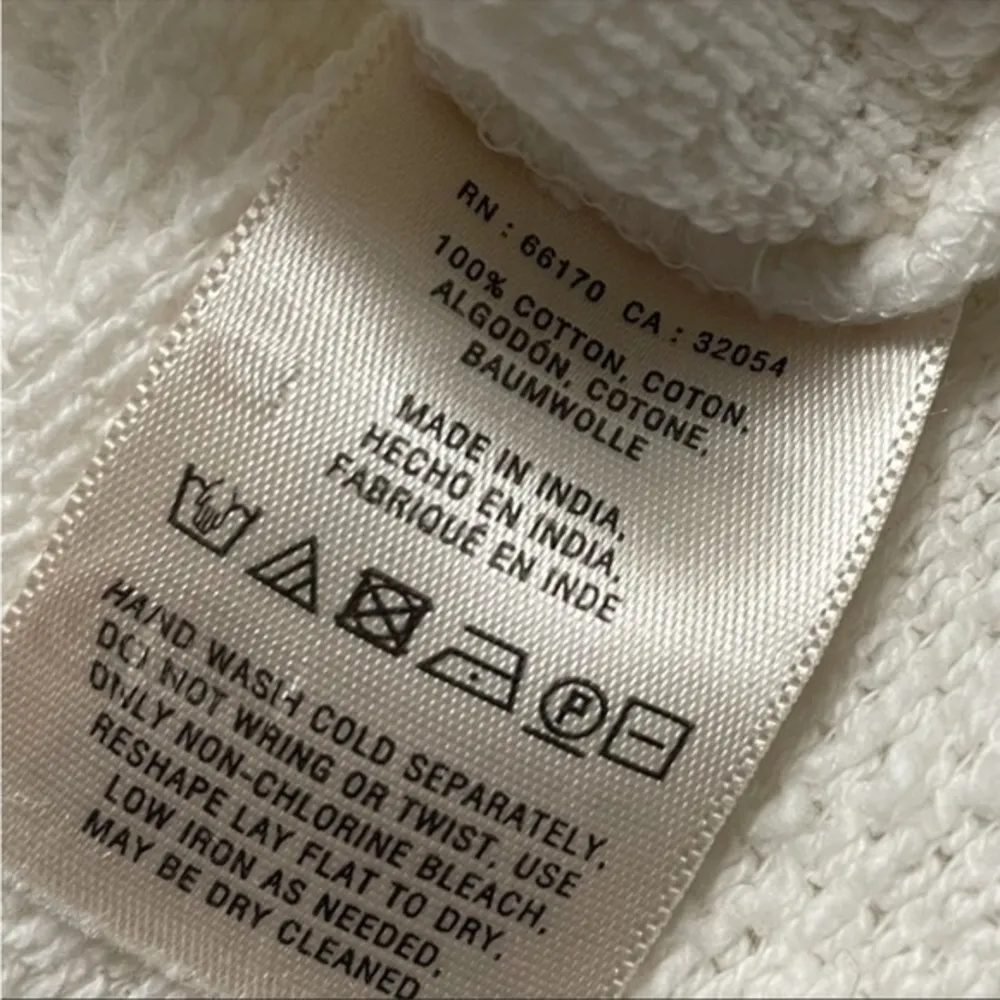 RN : 66170 CA : 32054
100% COTTON, COTON,
ALGODÓN, COTONE,
BAUMWOLLE
MADE IN INDIA,
HECHO EN INDIA,
FABRIQUÉ EN INDE
P
HAND WASH COLD SEPARATELY,
DO NOT WRING OR TWIST, USE
ONLY NON-CHLORINE BLEACH,
RESHAPE LAY FLAT TO DRY,
LOW IRON AS NEEDED,
MAY BE DRY CLEANED